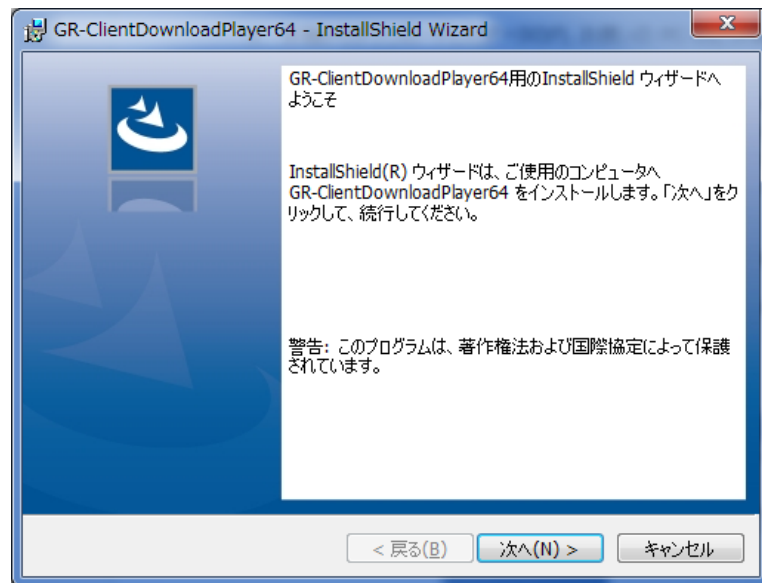 GR-ClientDownloadPlayer64 - InstallShield Wizard
GR-ClientDownloadPlayer64用のInstallShield ウィザードへ
ようこそ
InstallShield(R) ウィザードは、ご使用のコンピュータへ
GR-ClientDownloadPlayer64 をインストールします。「次へ」をク
リックして、続行してください。
警告: このプログラムは、著作権法および国際協定によって保護
されています。
< 戻る(B)
次へ(N) >
キャンセル